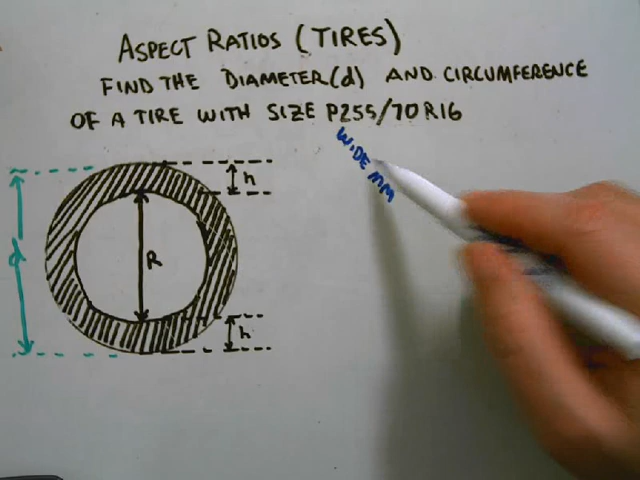 ASPECT RATIOS (TIRES)
FIND THE DIAMETER(d) AND CIRCUMFERENCE
OF A TIRE WITH SIZE P255/70R16
WIDE MM
h
R
h